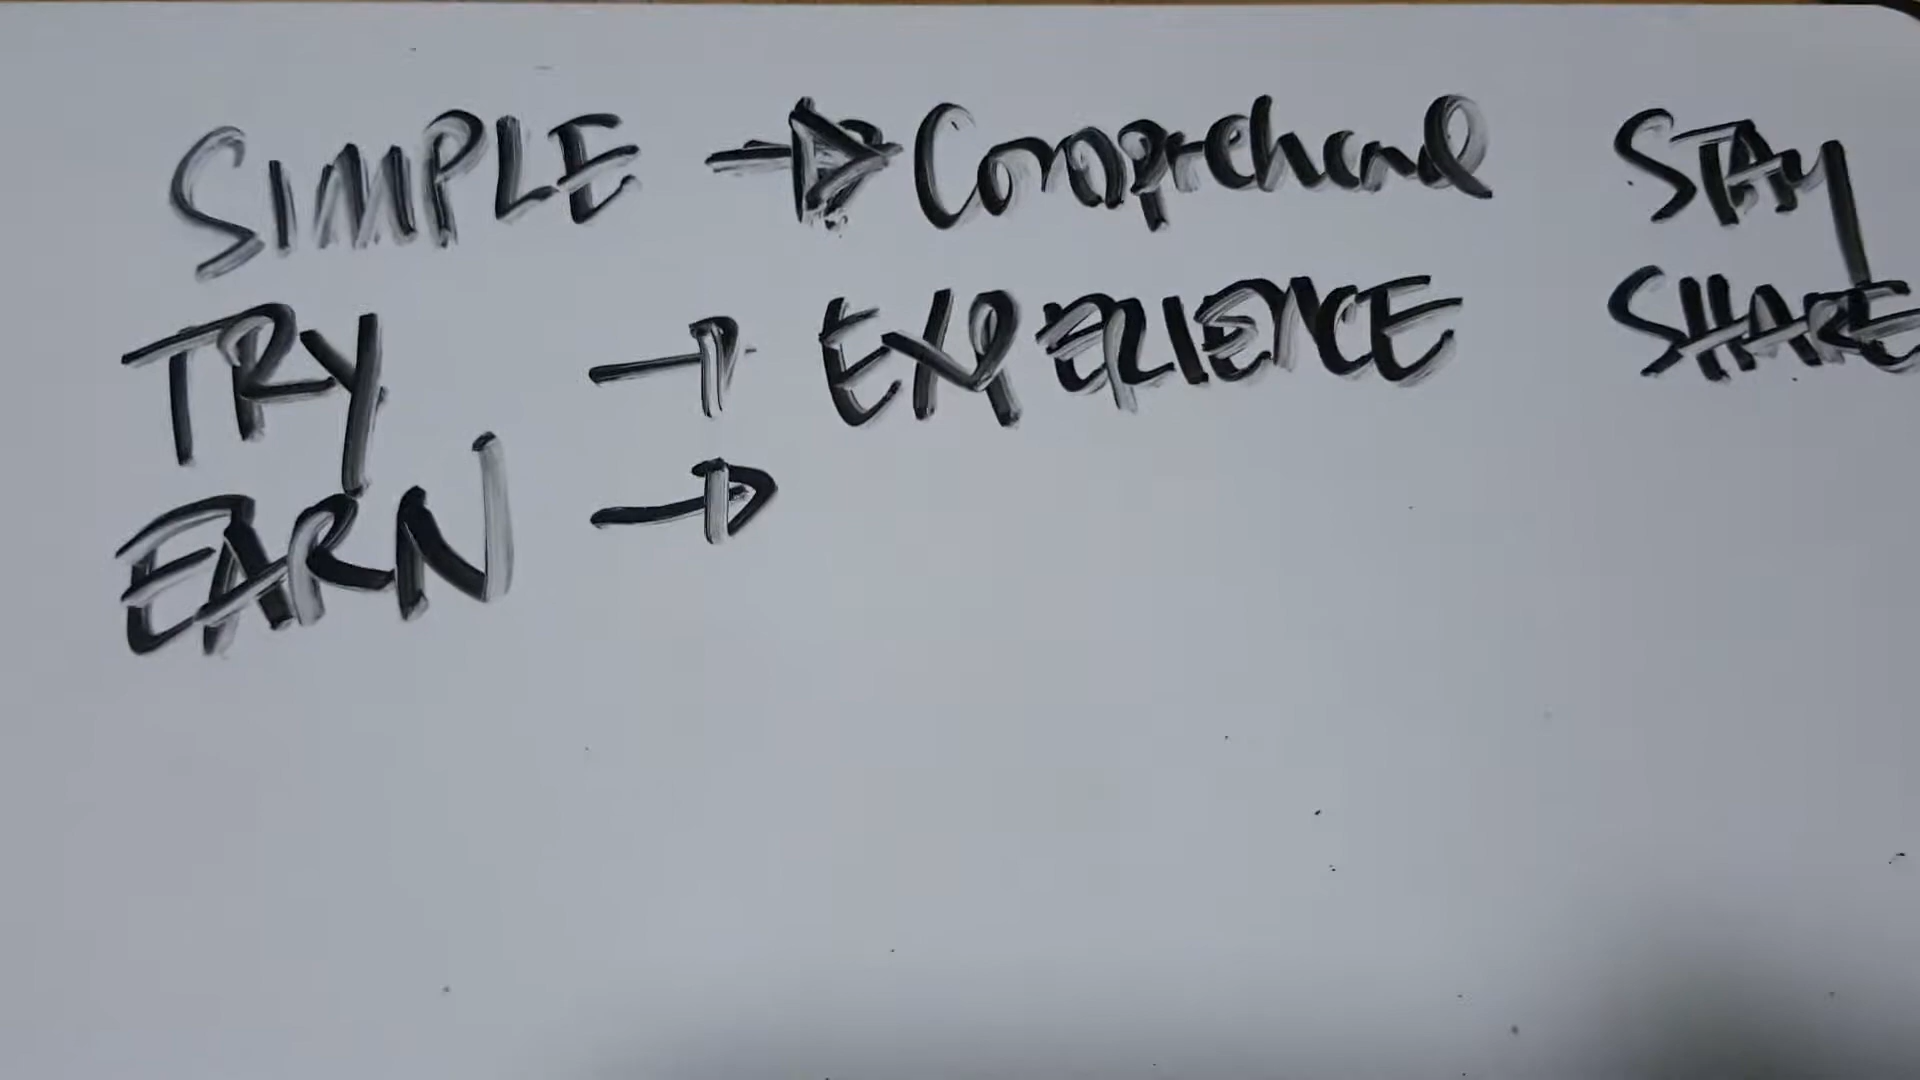 SIMPLE → Comprehend STAY
TRY → EXPERIENCE SHARE
EARN →